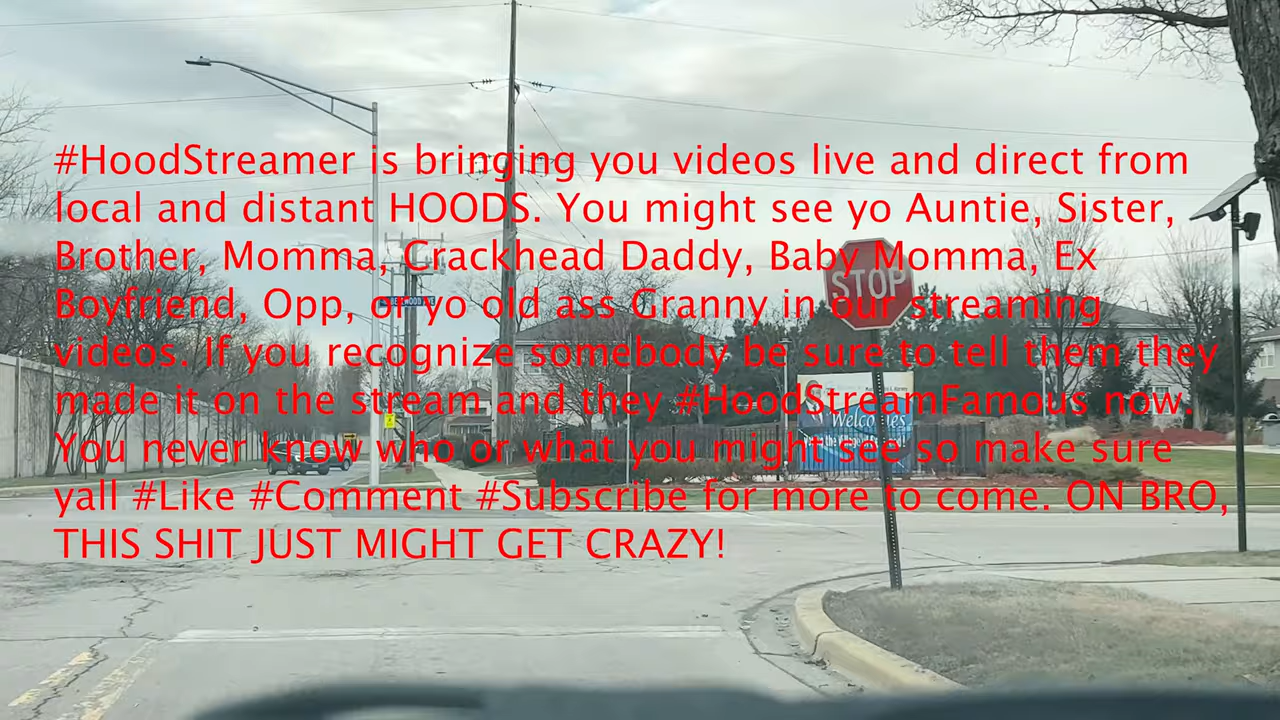 #HoodStreamer is bringing you videos live and direct from
local and distant HOODS. You might see yo Auntie, Sister,
Brother, Momma, Crackhead Daddy, Baby Momma, Ex
Boyfriend, Opp, or yo old ass Granny in our streaming
videos. If you recognize somebody be sure to tell them they
made it on the stream and they #HoodStreamFamous now.
You never know who or what you might see so make sure
yall #Like #Comment #Subscribe for more to come. ON BRO,
THIS SHIT JUST MIGHT GET CRAZY!
STOP